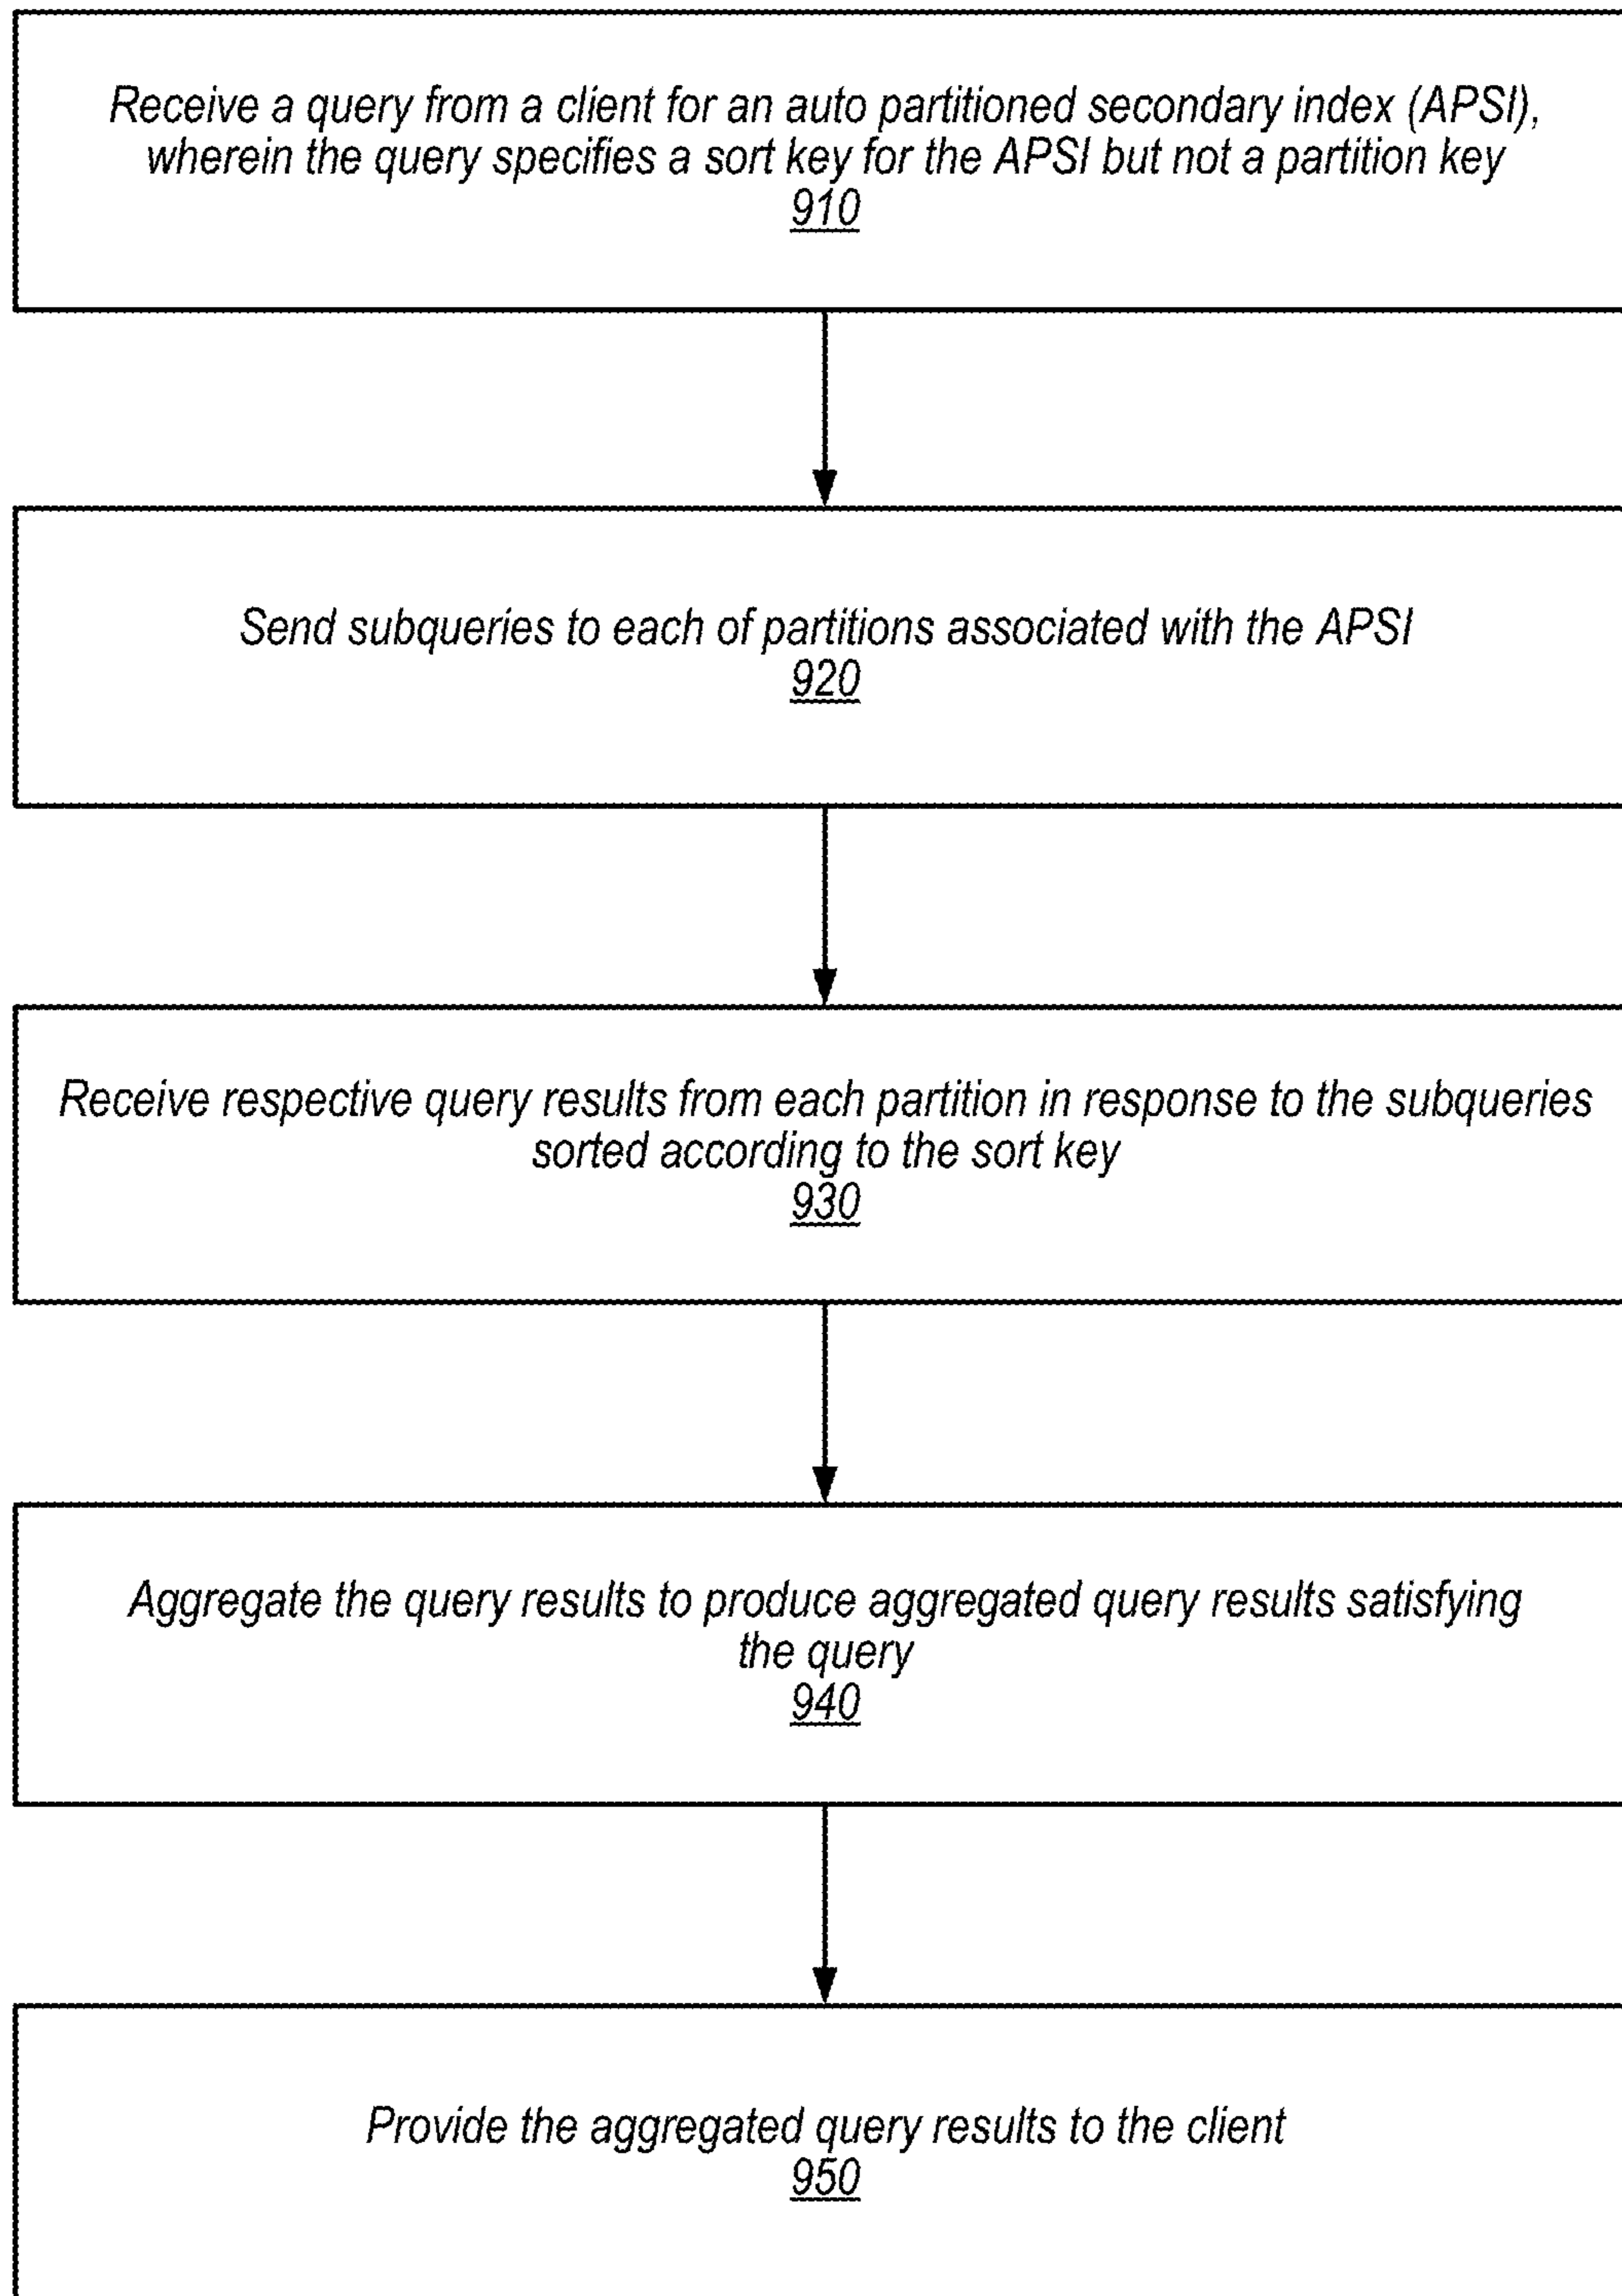 Receive a query from a client for an auto partitioned secondary index (APSI),
wherein the query specifies a sort key for the APSI but not a partition key
910
Send subqueries to each of partitions associated with the APSI
920
Receive respective query results from each partition in response to the subqueries
sorted according to the sort key
930
Aggregate the query results to produce aggregated query results satisfying
the query
940
Provide the aggregated query results to the client
950